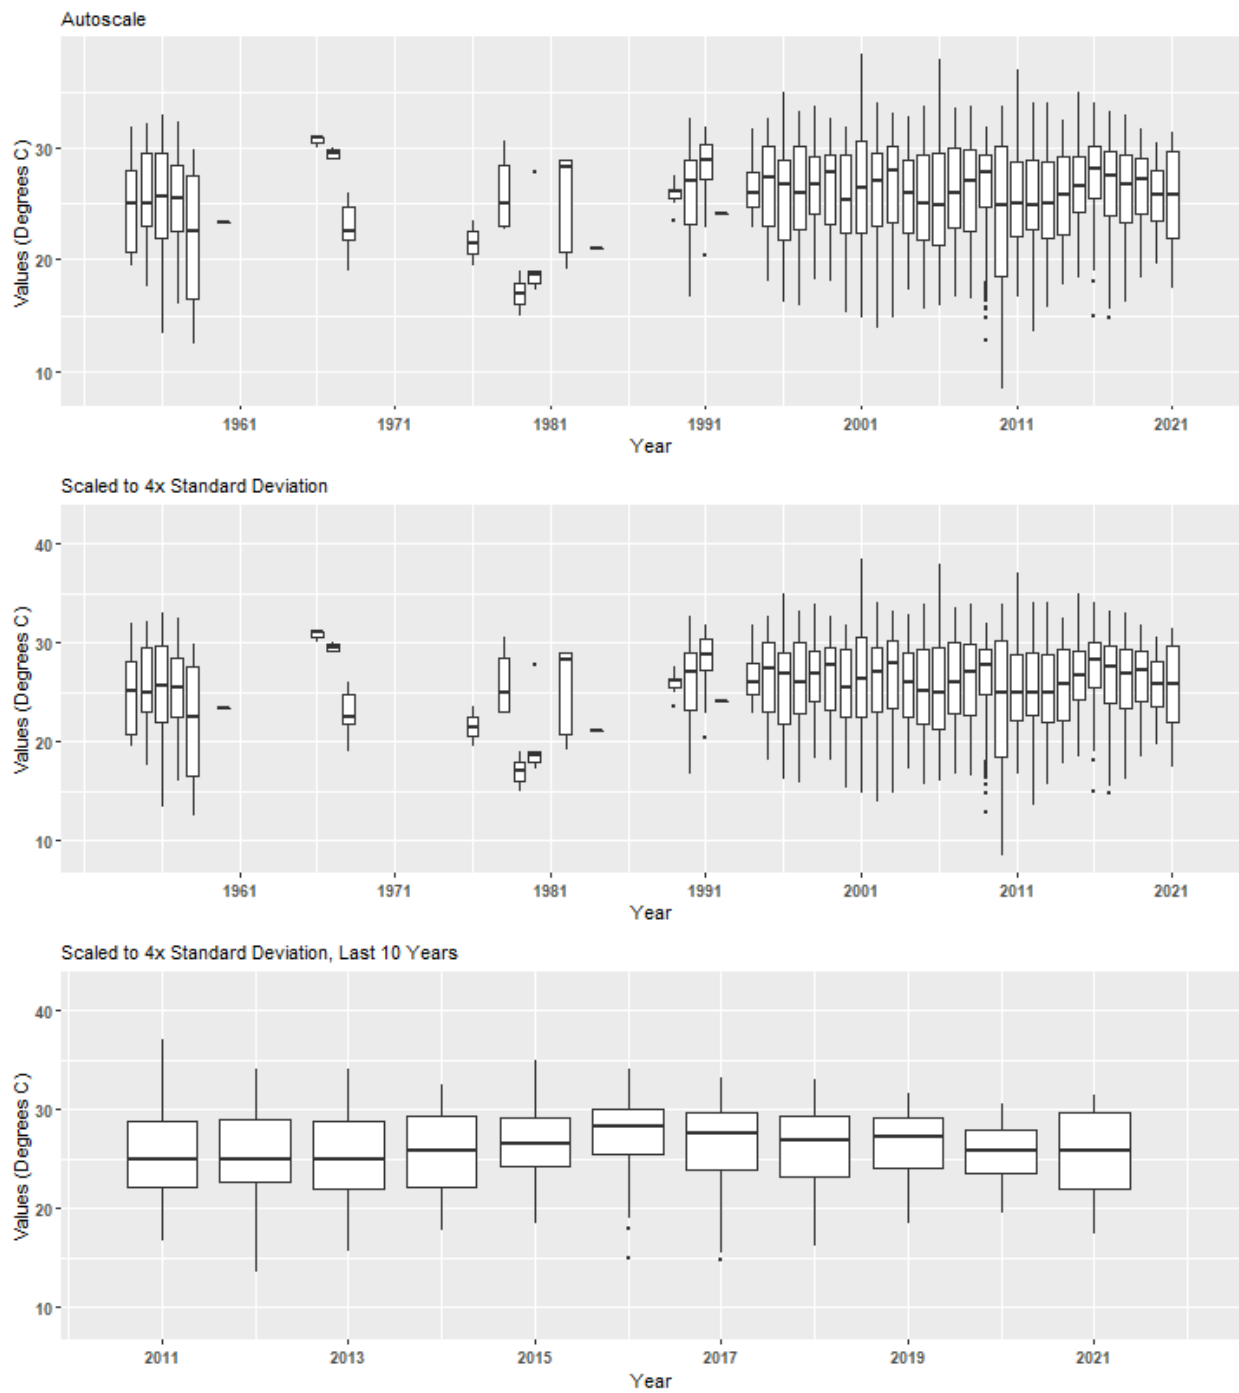 Autoscale
Values (Degrees C)
30
20
10
1961 1971 1981 1991 2001 2011 2021
Year
Scaled to 4x Standard Deviation
Values (Degrees C)
40
30
20
10
1961 1971 1981 1991 2001 2011 2021
Year
Scaled to 4x Standard Deviation, Last 10 Years
Values (Degrees C)
40
30
20
10
2011 2013 2015 2017 2019 2021
Year